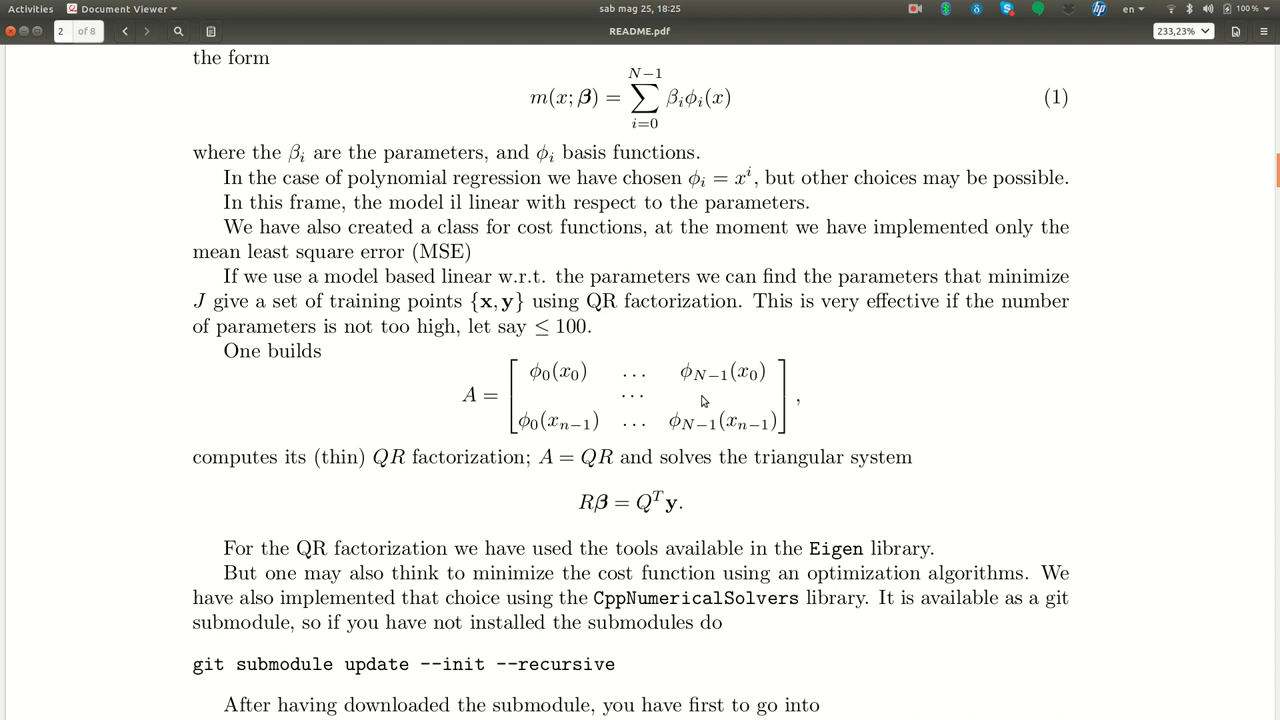 Activities Document Viewer sab mag 25, 18:25 en 100 %
2 of 8 README.pdf 233,23%
the form
m(x; β) = ∑_{i=0}^{N−1} β_i ϕ_i(x) (1)
where the β_i are the parameters, and ϕ_i basis functions.
In the case of polynomial regression we have chosen ϕ_i = x^i, but other choices may be possible.
In this frame, the model il linear with respect to the parameters.
We have also created a class for cost functions, at the moment we have implemented only the
mean least square error (MSE)
If we use a model based linear w.r.t. the parameters we can find the parameters that minimize
J give a set of training points {x, y} using QR factorization. This is very effective if the number
of parameters is not too high, let say ≤ 100.
One builds
ϕ_0(x_0) ... ϕ_{N−1}(x_0)
A = [ ... ] ,
ϕ_0(x_{n−1}) ... ϕ_{N−1}(x_{n−1})
computes its (thin) QR factorization; A = QR and solves the triangular system
Rβ = Q^T y.
For the QR factorization we have used the tools available in the Eigen library.
But one may also think to minimize the cost function using an optimization algorithms. We
have also implemented that choice using the CppNumericalSolvers library. It is available as a git
submodule, so if you have not installed the submodules do
git submodule update --init --recursive
After having downloaded the submodule, you have first to go into